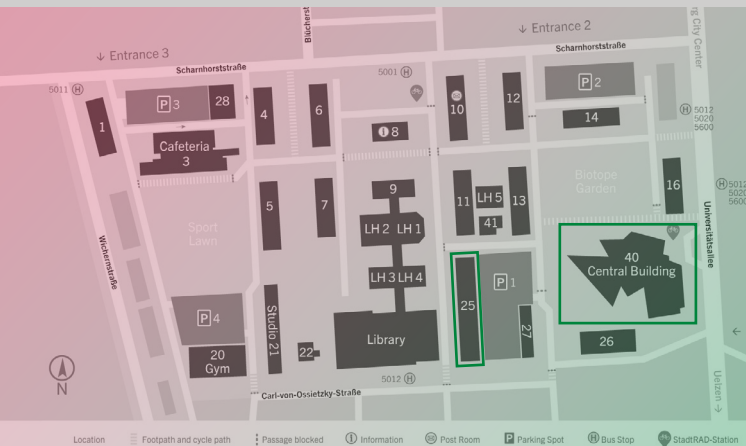 g City Center
↓ Entrance 3
Blücherst
↓ Entrance 2
Scharnhorststraße
Scharnhorststraße
5011 H
5001 H
P 3
28
4
6
10
12
P 2
14
5012
5020
5600
1
Cafeteria
3
i 8
Biotope
Garden
16
H 5012
5020
5600
5
7
9
11
LH 5
13
41
Sport
Lawn
LH 2 LH 1
Wichernstraße
Universitätsallee
40
Central Building
LH 3 LH 4
25
P 1
27
26
P 4
Studio 21
22
Library
20
Gym
5012 H
N
Carl-von-Ossietzky-Straße
←
Uelzen →
Location
Footpath and cycle path
Passage blocked
Information
Post Room
P Parking Spot
H Bus Stop
StadtRAD-Station